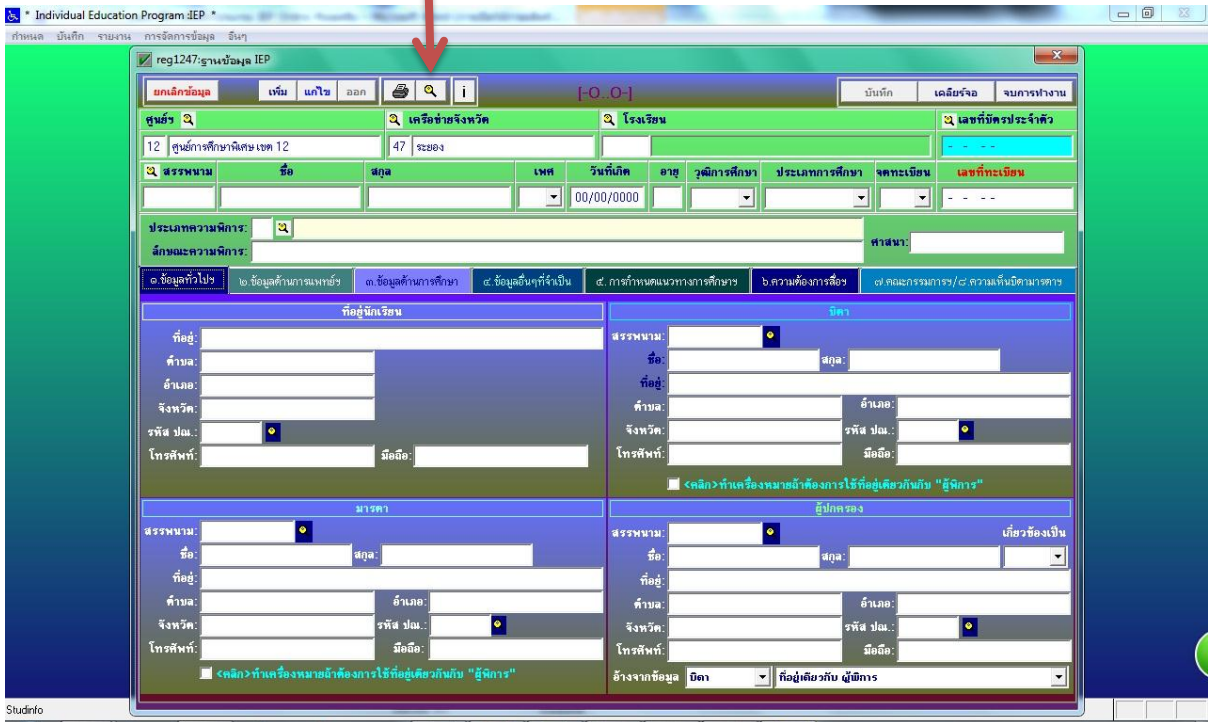 * Individual Education Program :IEP *
กำหนด บันทึก รายงาน การจัดการข้อมูล อื่นๆ
reg1247:ฐานข้อมูล IEP
ยกเลิกข้อมูล เพิ่ม แก้ไข ออก i [-O..O-] บันทึก เคลียร์จอ จบการทำงาน
ศูนย์ฯ เครือข่ายจังหวัด โรงเรียน เลขที่บัตรประจำตัว
12 ศูนย์การศึกษาพิเศษ เขต 12 47 ระยอง - - - -
สรรพนาม ชื่อ สกุล เพศ วันที่เกิด อายุ วุฒิการศึกษา ประเภทการศึกษา จดทะเบียน เลขที่ทะเบียน
00/00/0000 - - - -
ประเภทความพิการ:
ลักษณะความพิการ: ศาสนา:
๑.ข้อมูลทั่วไปฯ ๒.ข้อมูลด้านการแพทย์ฯ ๓.ข้อมูลด้านการศึกษา ๔.ข้อมูลอื่นๆที่จำเป็น ๕. การกำหนดแนวทางการศึกษาฯ ๖.ความต้องการสื่อฯ ๗.คณะกรรมการฯ/๘.ความเห็นบิดามารดาฯ
ที่อยู่นักเรียน บิดา
ที่อยู่: สรรพนาม:
ตำบล: ชื่อ: สกุล:
อำเภอ: ที่อยู่:
จังหวัด: ตำบล: อำเภอ:
รหัส ปณ.: จังหวัด: รหัส ปณ.:
โทรศัพท์: มือถือ: โทรศัพท์: มือถือ:
<คลิก>ทำเครื่องหมายถ้าต้องการใช้ที่อยู่เดียวกันกับ "ผู้พิการ"
มารดา ผู้ปกครอง
สรรพนาม: สรรพนาม: เกี่ยวข้องเป็น
ชื่อ: สกุล: ชื่อ: สกุล:
ที่อยู่: ที่อยู่:
ตำบล: อำเภอ: ตำบล: อำเภอ:
จังหวัด: รหัส ปณ.: จังหวัด: รหัส ปณ.:
โทรศัพท์: มือถือ: โทรศัพท์: มือถือ:
<คลิก>ทำเครื่องหมายถ้าต้องการใช้ที่อยู่เดียวกันกับ "ผู้พิการ" อ้างจากข้อมูล บิดา ที่อยู่เดียวกับ ผู้พิการ
Studinfo